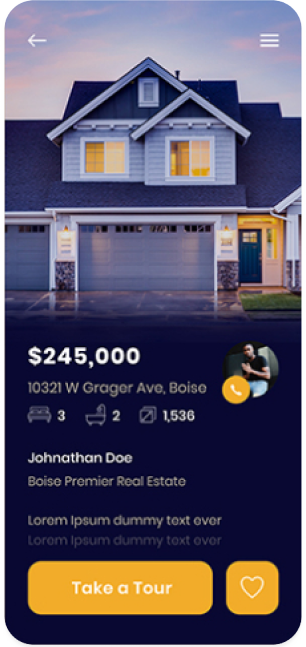 $245,000
10321 W Grager Ave, Boise
3 2 1,536
Johnathan Doe
Boise Premier Real Estate
Lorem Ipsum dummy text ever
Lorem Ipsum dummy text ever
Take a Tour